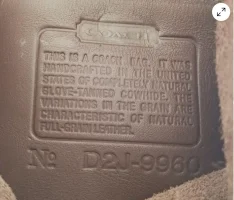 COACH
THIS IS A COACH BAG. IT WAS
HANDCRAFTED IN THE UNITED
STATES OF COMPLETELY NATURAL
GLOVE-TANNED COWHIDE. THE
VARIATIONS IN THE GRAIN ARE
CHARACTERISTIC OF NATURAL
FULL-GRAIN LEATHER.
No D2J-9960